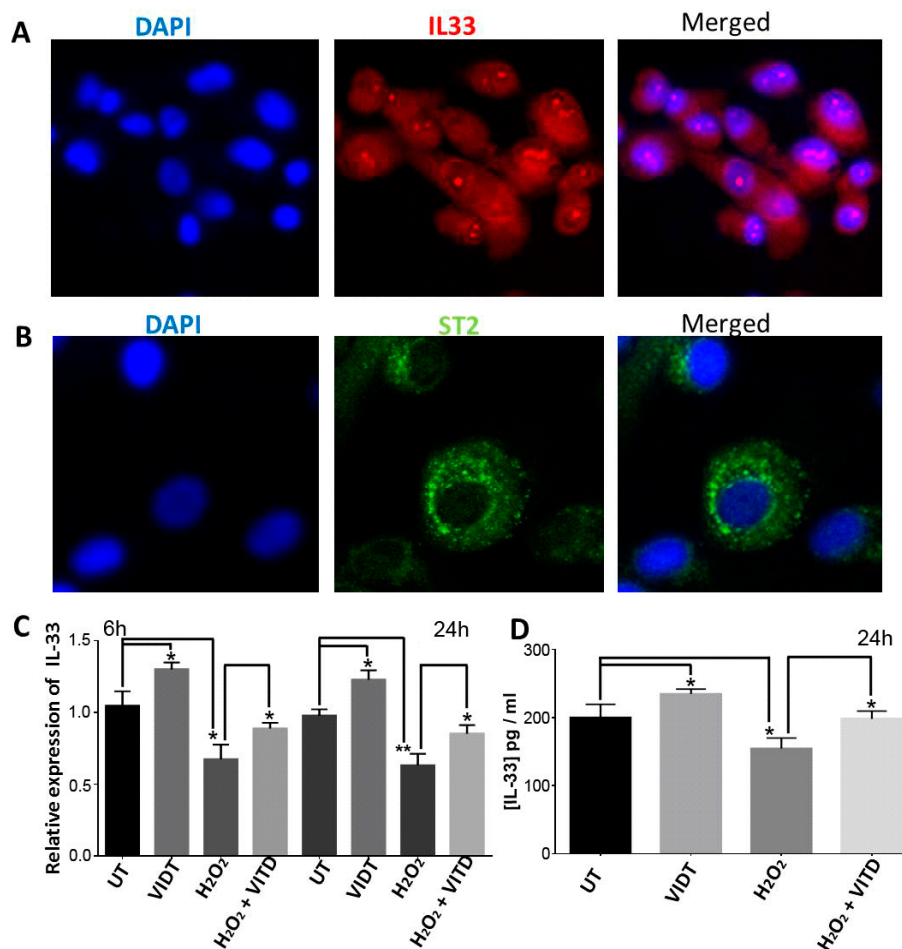 A
DAPI
IL33
Merged
B
DAPI
ST2
Merged
C
Relative expression of IL-33
6h
24h
1.5
1.0
0.5
0.0
*
*
*
*
**
*
UT
VIDT
H₂O₂
H₂O₂ + VITD
UT
VIDT
H₂O₂
H₂O₂ + VITD
D
[IL-33] pg / ml
24h
300
200
100
0
*
*
*
UT
VIDT
H₂O₂
H₂O₂ + VITD